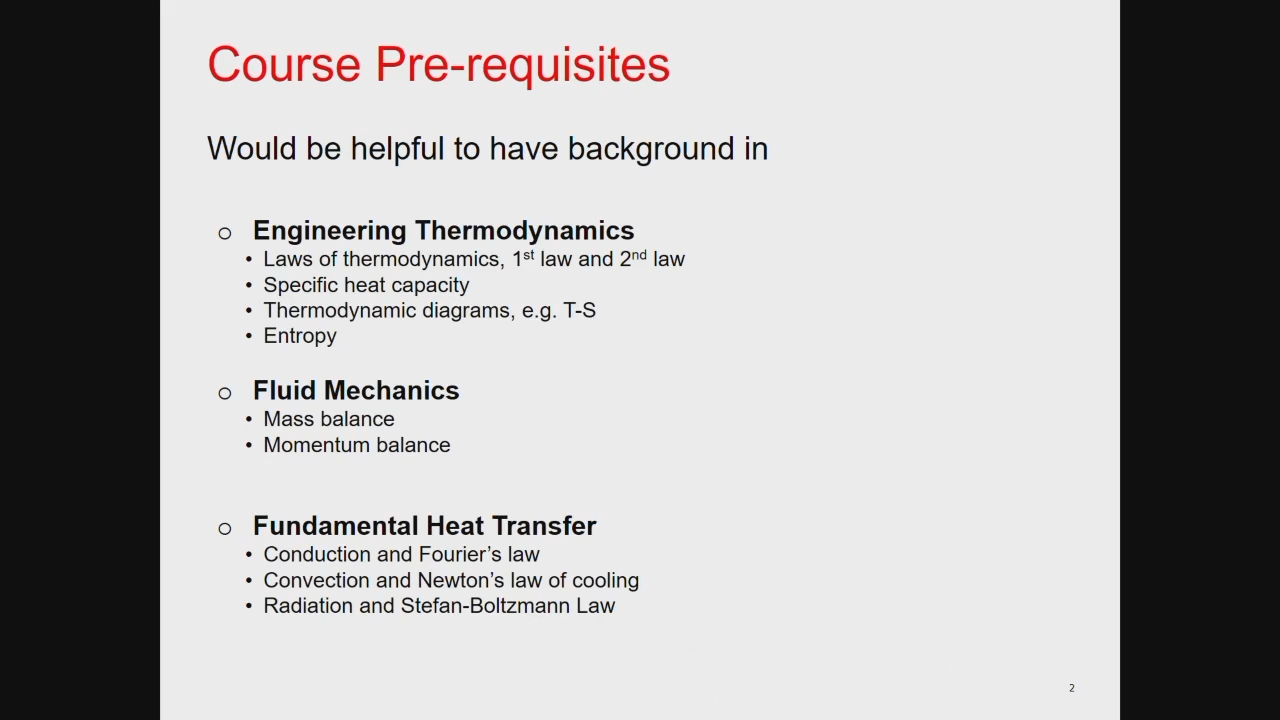 Course Pre-requisites
Would be helpful to have background in
o Engineering Thermodynamics
• Laws of thermodynamics, 1st law and 2nd law
• Specific heat capacity
• Thermodynamic diagrams, e.g. T-S
• Entropy
o Fluid Mechanics
• Mass balance
• Momentum balance
o Fundamental Heat Transfer
• Conduction and Fourier’s law
• Convection and Newton’s law of cooling
• Radiation and Stefan-Boltzmann Law
2